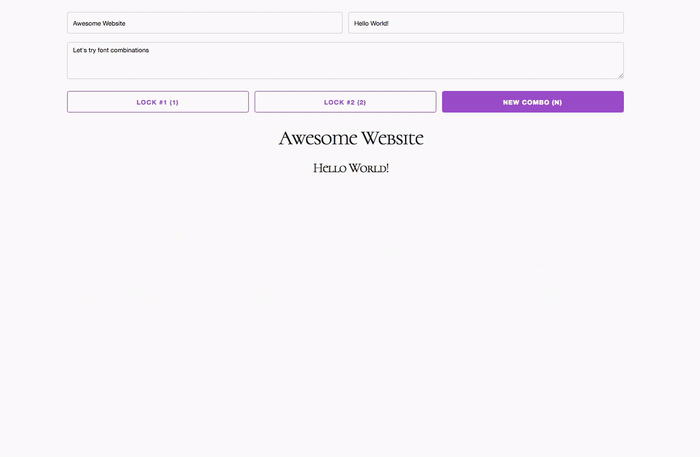 Awesome Website
Hello World!
Let's try font combinations
LOCK #1 (1)
LOCK #2 (2)
NEW COMBO (N)
Awesome Website
Hello World!